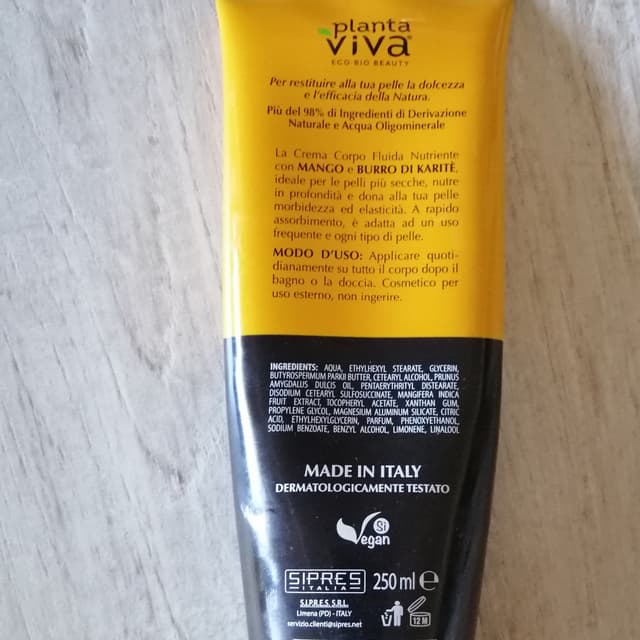 planta
viva®
ECO BIO BEAUTY
Per restituire alla tua pelle la dolcezza
e l'efficacia della Natura.
Più del 98% di Ingredienti di Derivazione
Naturale e Acqua Oligominerale
La Crema Corpo Fluida Nutriente
con MANGO e BURRO DI KARITÈ,
ideale per le pelli più secche, nutre
in profondità e dona alla tua pelle
morbidezza ed elasticità. A rapido
assorbimento, è adatta ad un uso
frequente e ogni tipo di pelle.
MODO D'USO: Applicare quoti-
dianamente su tutto il corpo dopo il
bagno o la doccia. Cosmetico per
uso esterno, non ingerire.
INGREDIENTS: AQUA, ETHYLHEXYL STEARATE, GLYCERIN,
BUTYROSPERMUM PARKII BUTTER, CETEARYL ALCOHOL, PRUNUS
AMYGDALUS DULCIS OIL, PENTAERYTHRITYL DISTEARATE,
DISODIUM CETEARYL SULFOSUCCINATE, MANGIFERA INDICA
FRUIT EXTRACT, TOCOPHERYL ACETATE, XANTHAN GUM,
PROPYLENE GLYCOL, MAGNESIUM ALUMINUM SILICATE, CITRIC
ACID, ETHYLHEXYLGLYCERIN, PARFUM, PHENOXYETHANOL,
SODIUM BENZOATE, BENZYL ALCOHOL, LIMONENE, LINALOOL
MADE IN ITALY
DERMATOLOGICAMENTE TESTATO
Si
Vegan
SIPRES
ITALIA
250 ml e
S.I.P.R.E.S. S.R.L.
Limena (PD) - ITALY
servizio.clienti@sipres.net
12 M